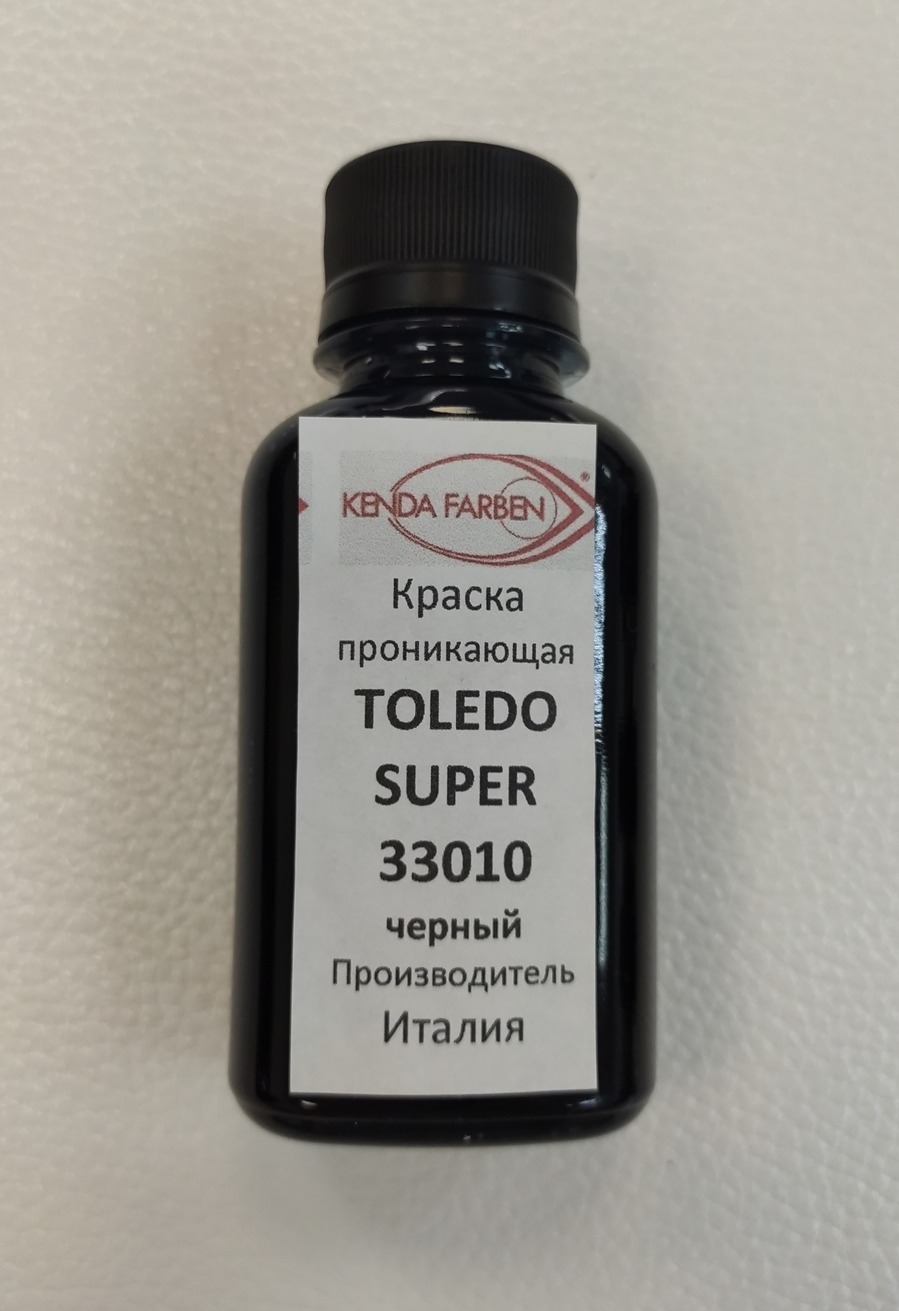 KENDA FARBEN
®
Краска
проникающая
TOLEDO
SUPER
33010
черный
Производитель
Италия